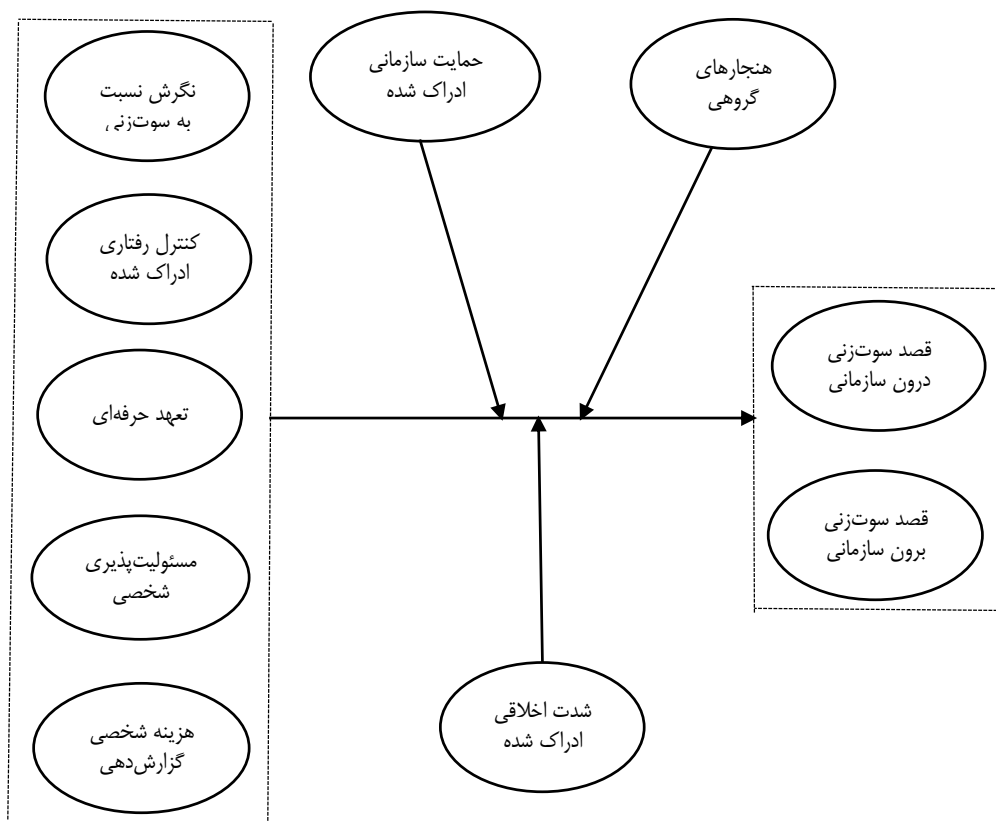 حمایت سازمانی
ادراک شده
هنجارهای
گروهی
نگرش نسبت
به سوت‌زنی
کنترل رفتاری
ادراک شده
تعهد حرفه‌ای
مسئولیت‌پذیری
شخصی
هزینه شخصی
گزارش‌دهی
قصد سوت‌زنی
درون سازمانی
قصد سوت‌زنی
برون سازمانی
شدت اخلاقی
ادراک شده